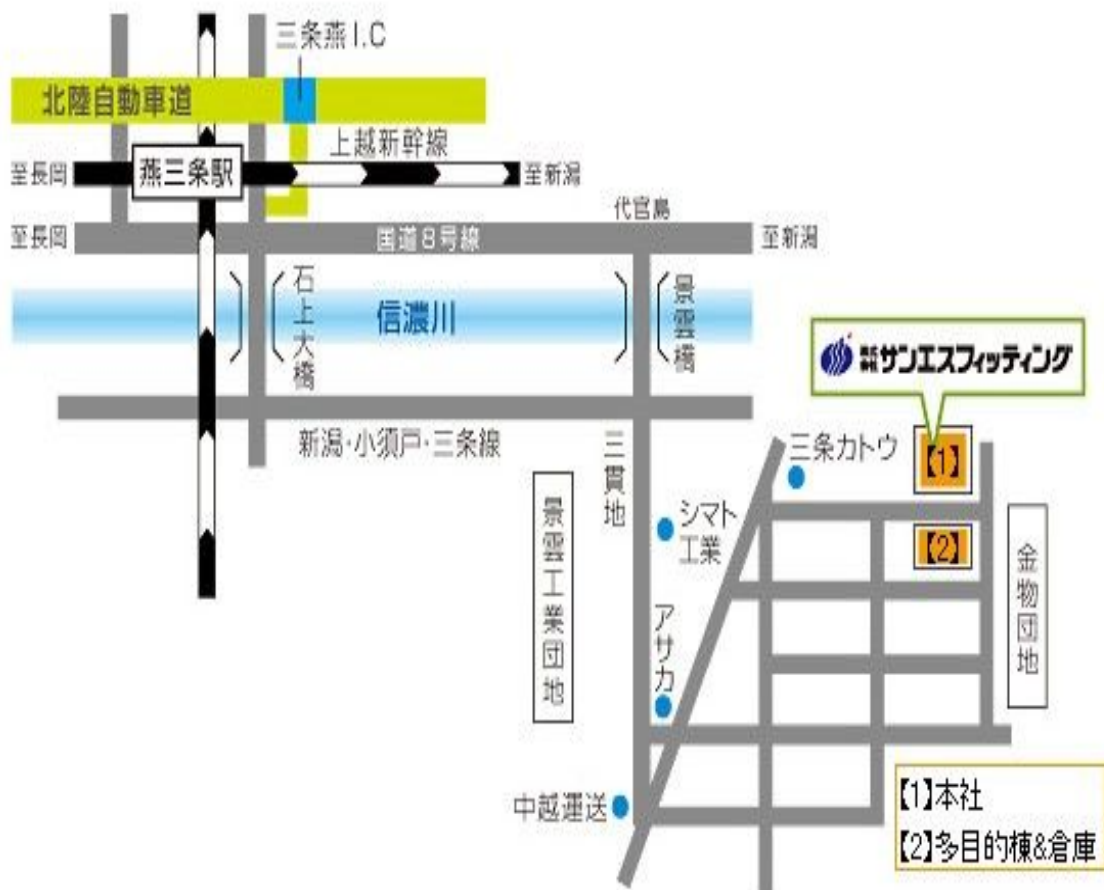 三条燕I.C
北陸自動車道
上越新幹線
至長岡
燕三条駅
至新潟
代官島
至長岡
国道8号線
至新潟
石上大橋
信濃川
景雲橋
株式会社サンエスフィッティング
新潟・小須戸・三条線
三貫地
三条カトウ
【1】
景雲工業団地
シマト
工業
【2】
金物団地
アサカ
中越運送
【1】本社
【2】多目的棟&倉庫